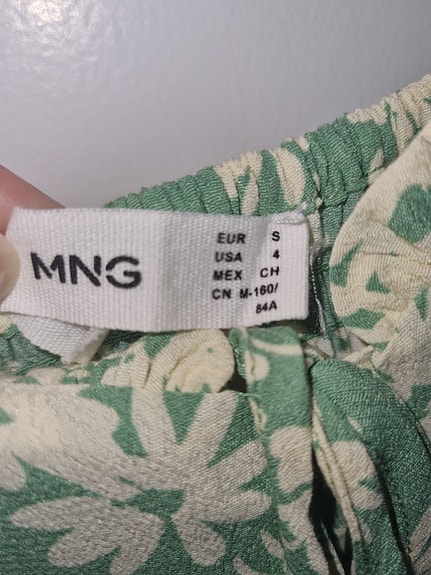 MNG
EUR S
USA 4
MEX CH
CN M-160/
84A